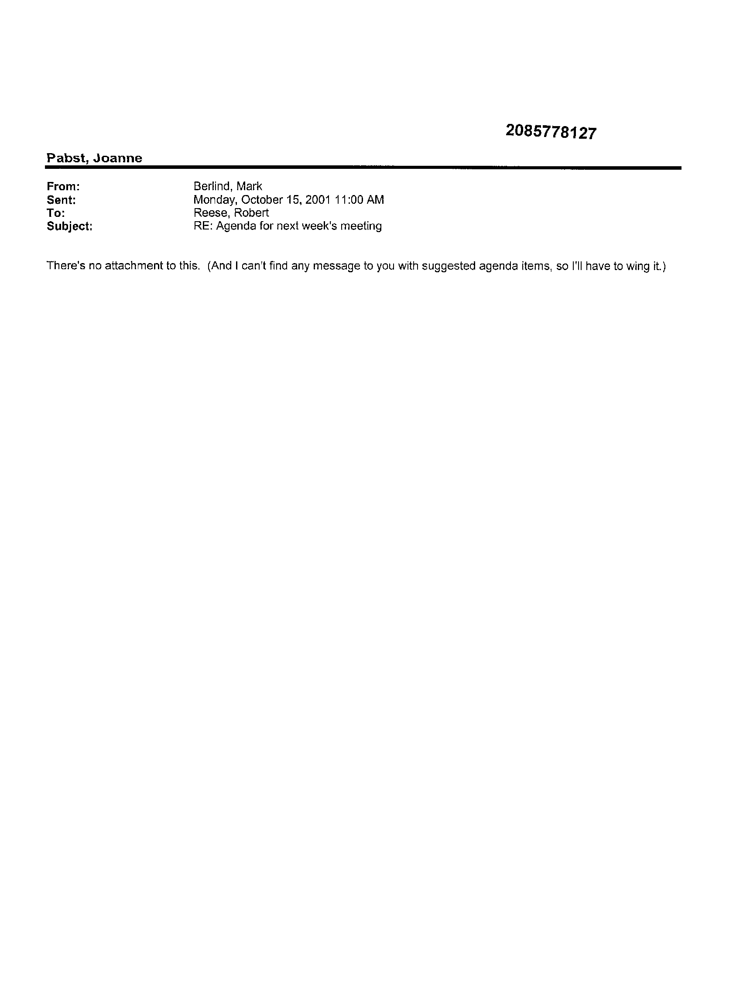 2085778127
Pabst, Joanne
From: Berlind, Mark
Sent: Monday, October 15, 2001 11:00 AM
To: Reese, Robert
Subject: RE: Agenda for next week's meeting
There's no attachment to this.  (And I can't find any message to you with suggested agenda items, so I'll have to wing it.)